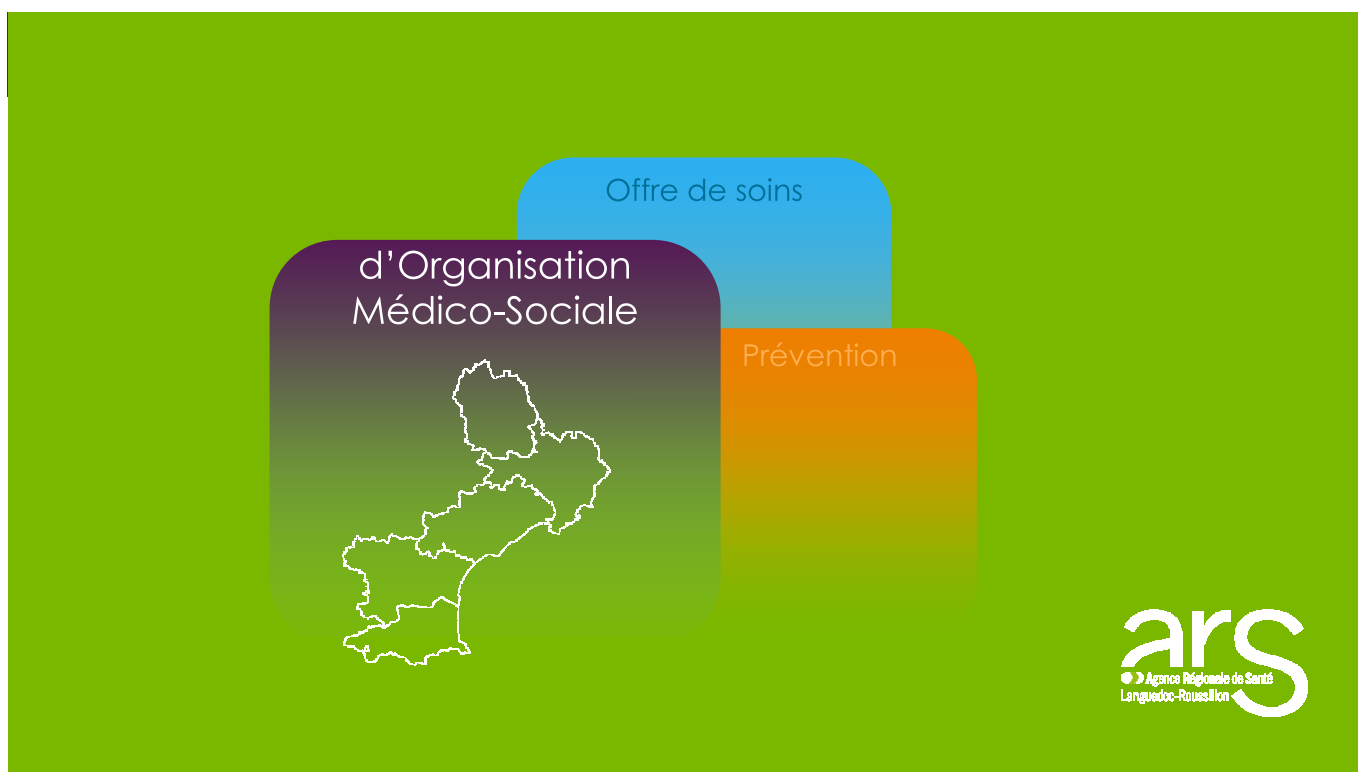 Offre de soins
d’Organisation
Médico-Sociale
Prévention
ars
Agence Régionale de Santé
Languedoc-Roussillon